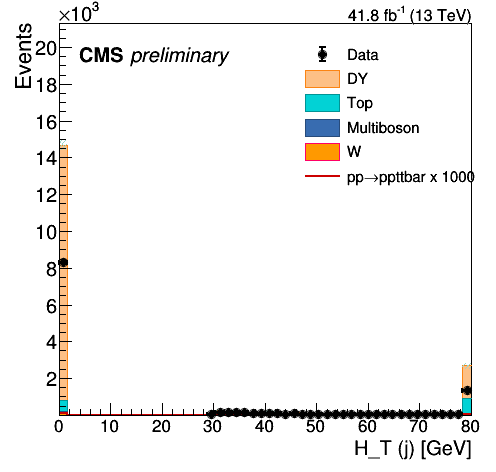 ×10³
41.8 fb⁻¹ (13 TeV)
Events
CMS preliminary
Data
DY
Top
Multiboson
W
pp→ppttbar x 1000
20
18
16
14
12
10
8
6
4
2
0 10 20 30 40 50 60 70 80
H_T (j) [GeV]